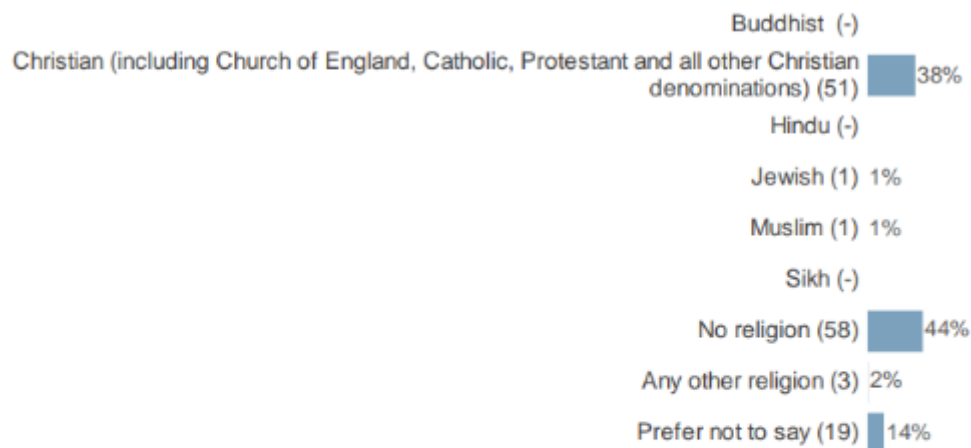 Buddhist (-)
Christian (including Church of England, Catholic, Protestant and all other Christian
denominations) (51) 38%
Hindu (-)
Jewish (1) 1%
Muslim (1) 1%
Sikh (-)
No religion (58) 44%
Any other religion (3) 2%
Prefer not to say (19) 14%